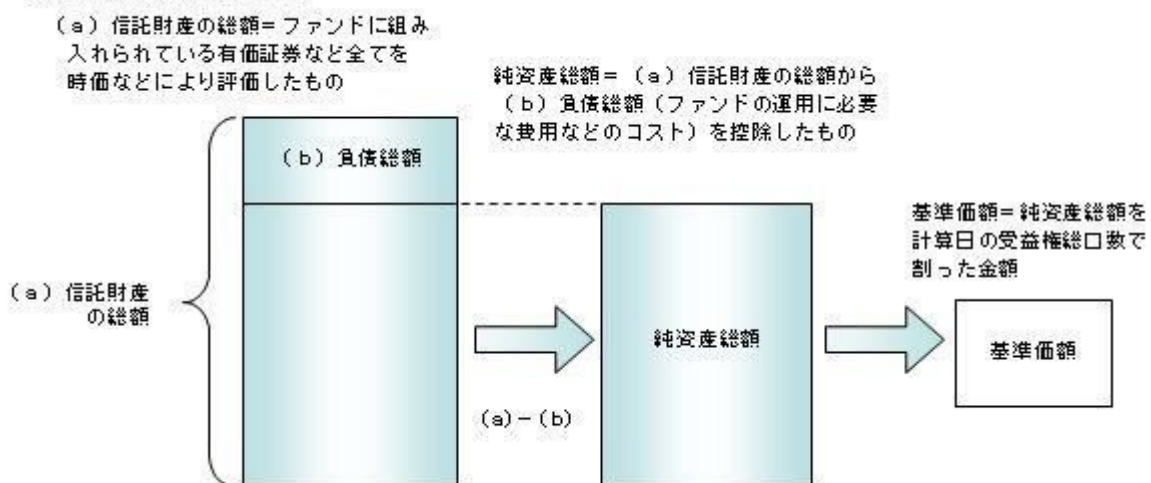 （a）信託財産の総額＝ファンドに組み
入れられている有価証券など全てを
時価などにより評価したもの
純資産総額＝（a）信託財産の総額から
（b）負債総額（ファンドの運用に必要
な費用などのコスト）を控除したもの
（b）負債総額
基準価額＝純資産総額を
計算日の受益権総口数で
割った金額
（a）信託財産
の総額
純資産総額
基準価額
（a）－（b）